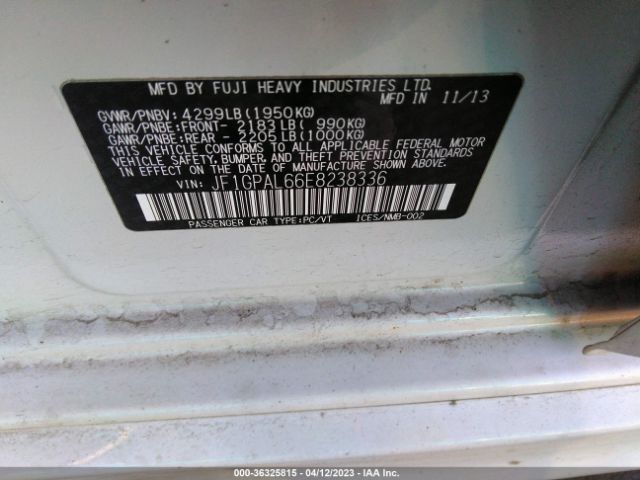 MFD BY FUJI HEAVY INDUSTRIES LTD.
MFD IN 11/13
GVWR/PNBV: 4299LB(1950KG)
GAWR/PNBE:FRONT- 2183LB( 990KG)
GAWR/PNBE:REAR - 2205LB(1000KG)
THIS VEHICLE CONFORMS TO ALL APPLICABLE FEDERAL MOTOR
VEHICLE SAFETY, BUMPER, AND THEFT PREVENTION STANDARDS
IN EFFECT ON THE DATE OF MANUFACTURE SHOWN ABOVE.
VIN: JF1GPAL66E8238336
PASSENGER CAR TYPE:PC/VT ICES/NMB-002
000-36325815 - 04/12/2023 - IAA Inc.